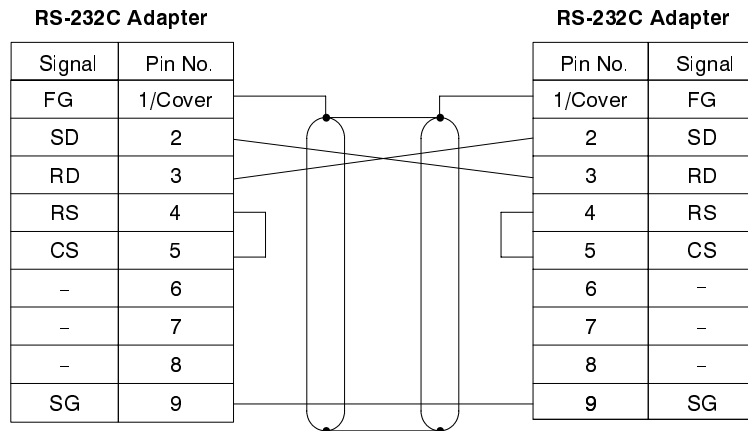 RS-232C Adapter RS-232C Adapter
Signal Pin No. Pin No. Signal
FG 1/Cover 1/Cover FG
SD 2 2 SD
RD 3 3 RD
RS 4 4 RS
CS 5 5 CS
– 6 6 –
– 7 7 –
– 8 8 –
SG 9 9 SG